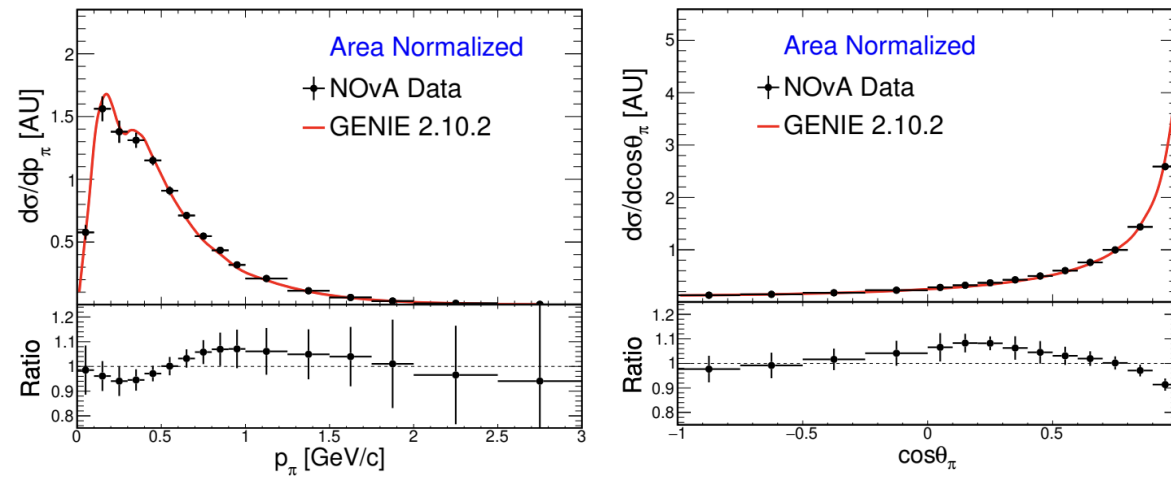 Area Normalized
NOvA Data
GENIE 2.10.2
dσ/dp_π [AU]
2
1.5
1
0.5
Ratio
1.2
1.1
1
0.9
0.8
0 0.5 1 1.5 2 2.5 3
p_π [GeV/c]
Area Normalized
NOvA Data
GENIE 2.10.2
dσ/dcosθ_π [AU]
5
4
3
2
1
Ratio
1.2
1.1
1
0.9
0.8
−1 −0.5 0 0.5
cosθ_π